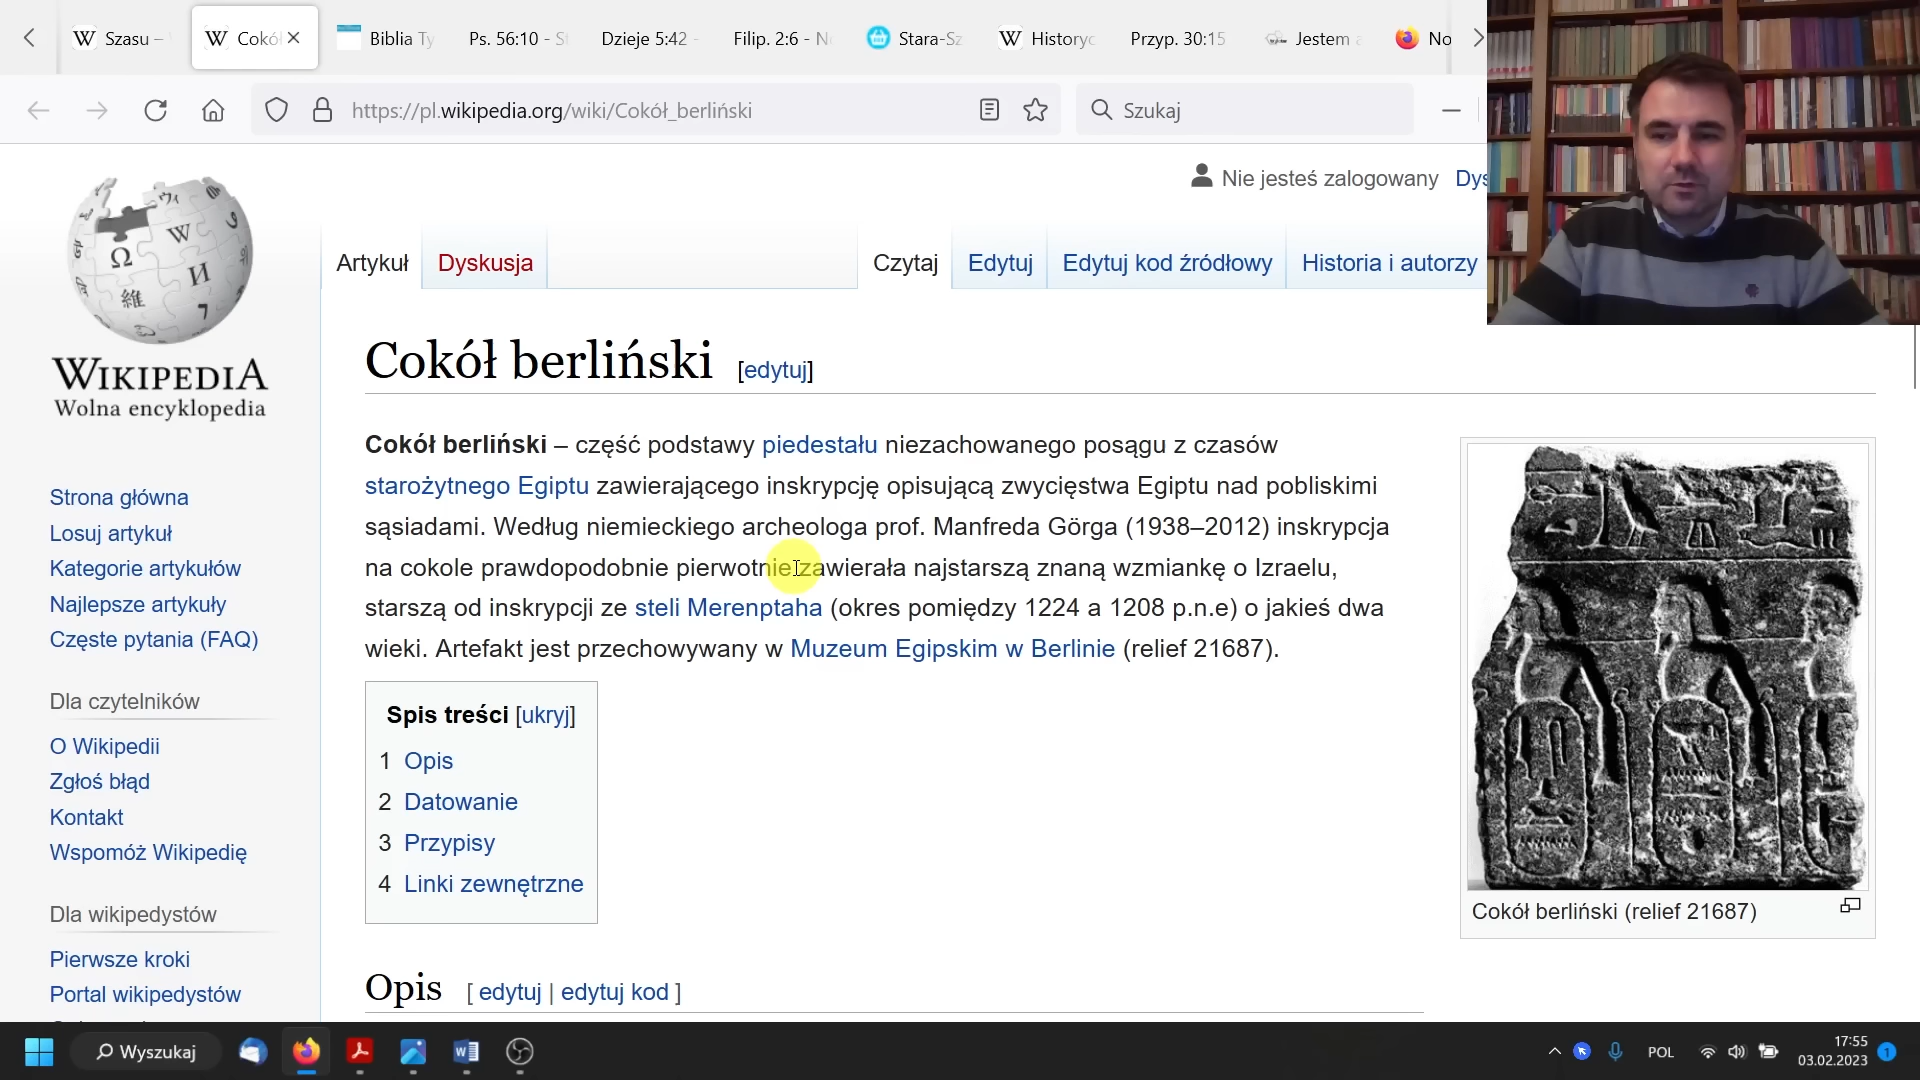 Szasu –
Cokół
Biblia Ty
Ps. 56:10 - S
Dzieje 5:42 -
Filip. 2:6 - N
Stara-Sz
Historyc
Przyp. 30:15
Jestem a
No
https://pl.wikipedia.org/wiki/Cokół_berliński
Szukaj
Nie jesteś zalogowany Dys
Artykuł Dyskusja Czytaj Edytuj Edytuj kod źródłowy Historia i autorzy
WIKIPEDIA
Wolna encyklopedia
Strona główna
Losuj artykuł
Kategorie artykułów
Najlepsze artykuły
Częste pytania (FAQ)
Dla czytelników
O Wikipedii
Zgłoś błąd
Kontakt
Wspomóż Wikipedię
Dla wikipedystów
Pierwsze kroki
Portal wikipedystów
Cokół berliński [edytuj]
Cokół berliński – część podstawy piedestału niezachowanego posągu z czasów
starożytnego Egiptu zawierającego inskrypcję opisującą zwycięstwa Egiptu nad pobliskimi
sąsiadami. Według niemieckiego archeologa prof. Manfreda Görga (1938–2012) inskrypcja
na cokole prawdopodobnie pierwotnie zawierała najstarszą znaną wzmiankę o Izraelu,
starszą od inskrypcji ze steli Merenptaha (okres pomiędzy 1224 a 1208 p.n.e) o jakieś dwa
wieki. Artefakt jest przechowywany w Muzeum Egipskim w Berlinie (relief 21687).
Spis treści [ukryj]
1 Opis
2 Datowanie
3 Przypisy
4 Linki zewnętrzne
Cokół berliński (relief 21687)
Opis [ edytuj | edytuj kod ]
Wyszukaj
POL
17:55
03.02.2023
1